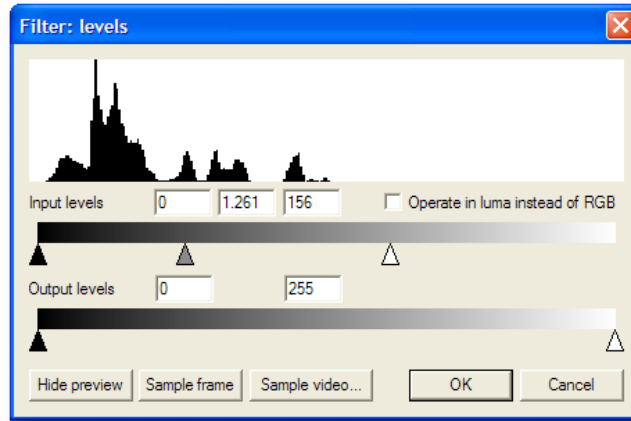 Filter: levels
Input levels 0 1.261 156 Operate in luma instead of RGB
Output levels 0 255
Hide preview Sample frame Sample video... OK Cancel